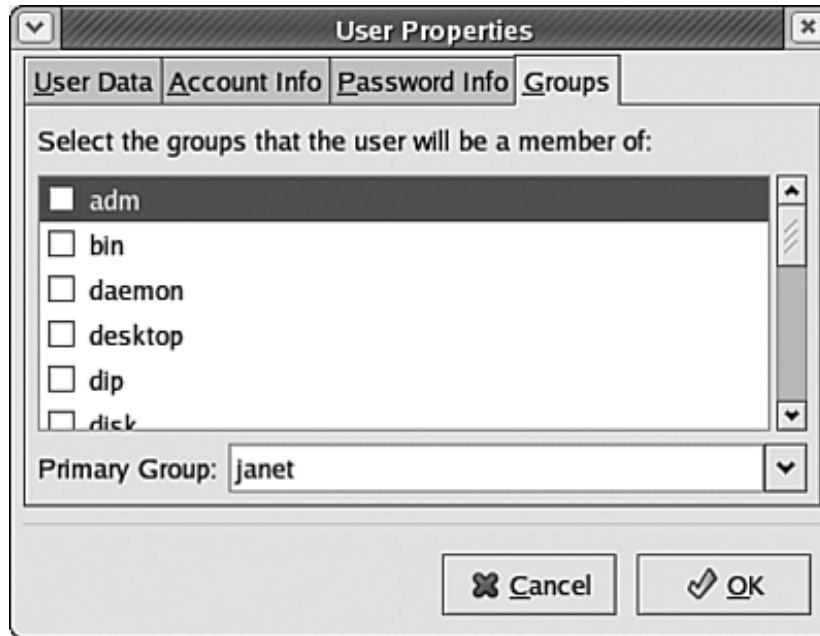 User Properties
User Data Account Info Password Info Groups
Select the groups that the user will be a member of:
adm
bin
daemon
desktop
dip
disk
Primary Group: janet
Cancel OK